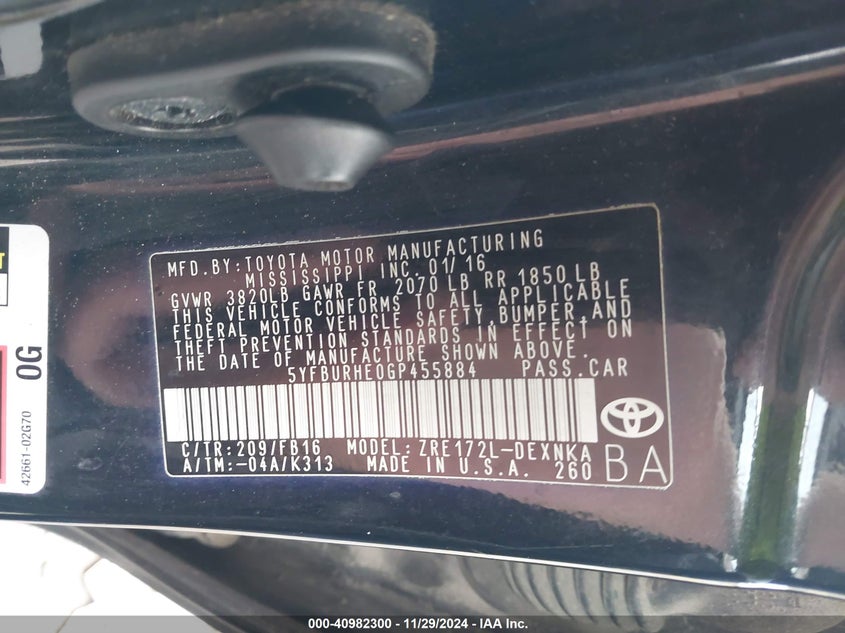 MFD.BY:TOYOTA MOTOR MANUFACTURING
MISSISSIPPI INC.01/16
GVWR 3820LB GAWR FR 2070 LB RR 1850 LB
THIS VEHICLE CONFORMS TO ALL APPLICABLE
FEDERAL MOTOR VEHICLE SAFETY, BUMPER, AND
THEFT PREVENTION STANDARDS IN EFFECT ON
THE DATE OF MANUFACTURE SHOWN ABOVE.
5YFBURHE0GP455884 PASS.CAR
C/TR:209/FB16 MODEL:ZRE172L-DEXNKA
A/TM:-04A/K313 MADE IN U.S.A. 260
BA
0G
42661-02G70
000-40982300 - 11/29/2024 - IAA Inc.